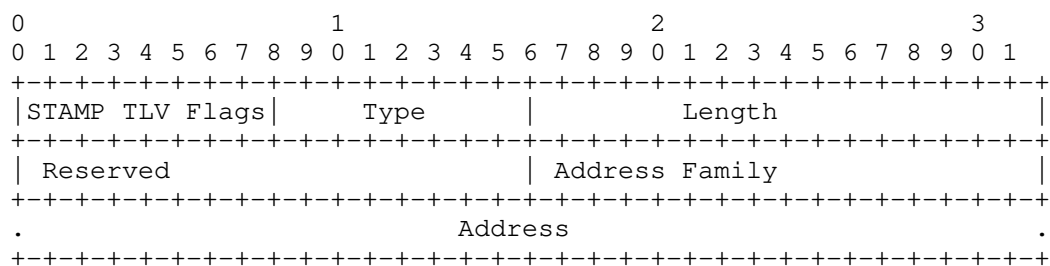 0                   1                   2                   3
0 1 2 3 4 5 6 7 8 9 0 1 2 3 4 5 6 7 8 9 0 1 2 3 4 5 6 7 8 9 0 1
+-+-+-+-+-+-+-+-+-+-+-+-+-+-+-+-+-+-+-+-+-+-+-+-+-+-+-+-+-+-+-+-+
|STAMP TLV Flags|     Type      |         Length                |
+-+-+-+-+-+-+-+-+-+-+-+-+-+-+-+-+-+-+-+-+-+-+-+-+-+-+-+-+-+-+-+-+
| Reserved                      | Address Family                |
+-+-+-+-+-+-+-+-+-+-+-+-+-+-+-+-+-+-+-+-+-+-+-+-+-+-+-+-+-+-+-+-+
.                           Address                             .
+-+-+-+-+-+-+-+-+-+-+-+-+-+-+-+-+-+-+-+-+-+-+-+-+-+-+-+-+-+-+-+-+